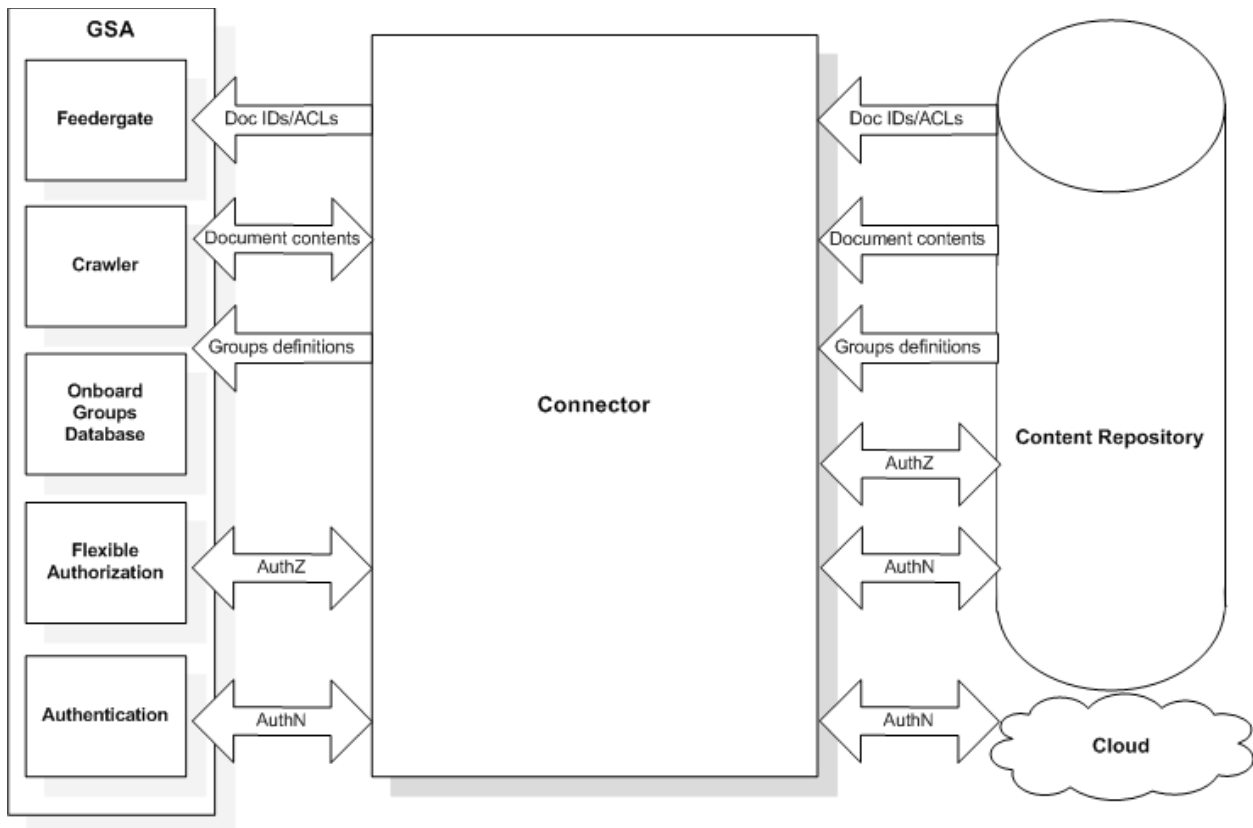 GSA
Feedergate
Crawler
Onboard
Groups
Database
Flexible
Authorization
Authentication
Doc IDs/ACLs
Document contents
Groups definitions
AuthZ
AuthN
Connector
Doc IDs/ACLs
Document contents
Groups definitions
AuthZ
AuthN
AuthN
Content Repository
Cloud